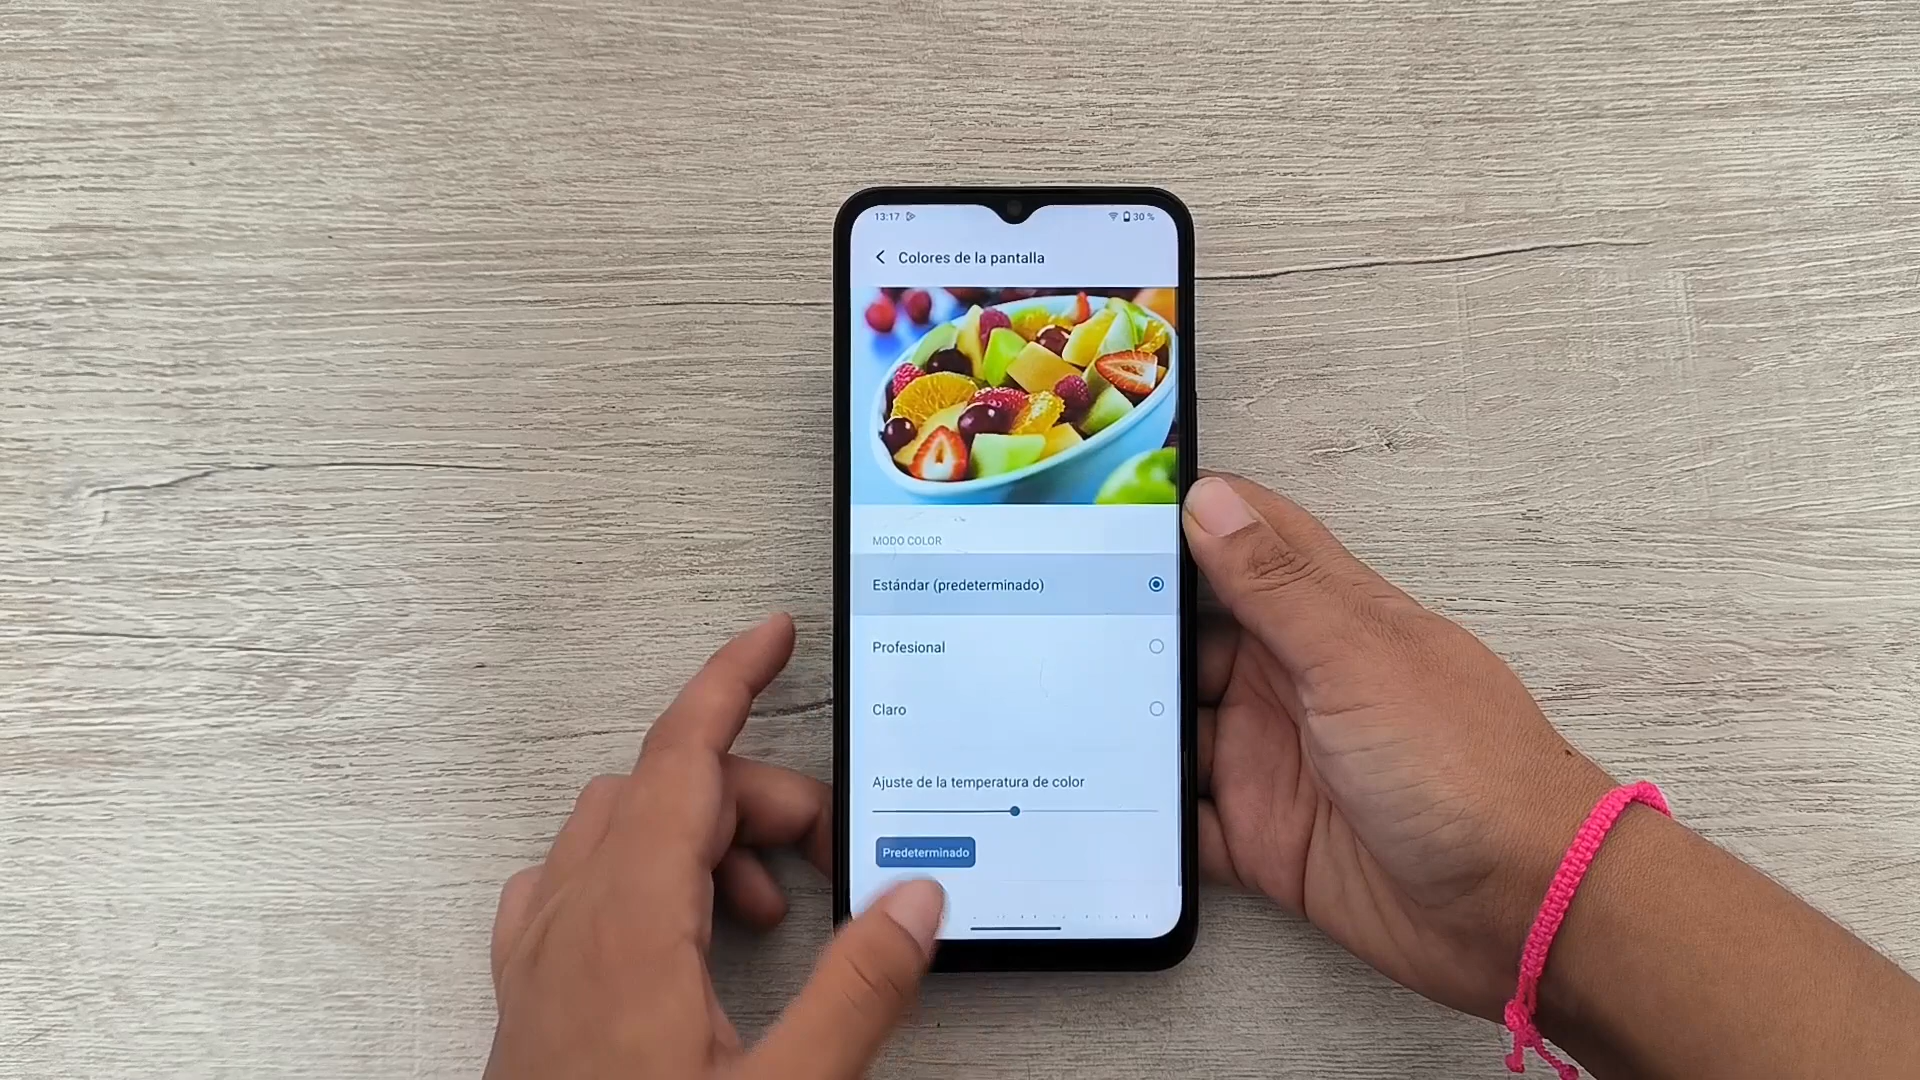 13:17
30 %
Colores de la pantalla
MODO COLOR
Estándar (predeterminado)
Profesional
Claro
Ajuste de la temperatura de color
Predeterminado